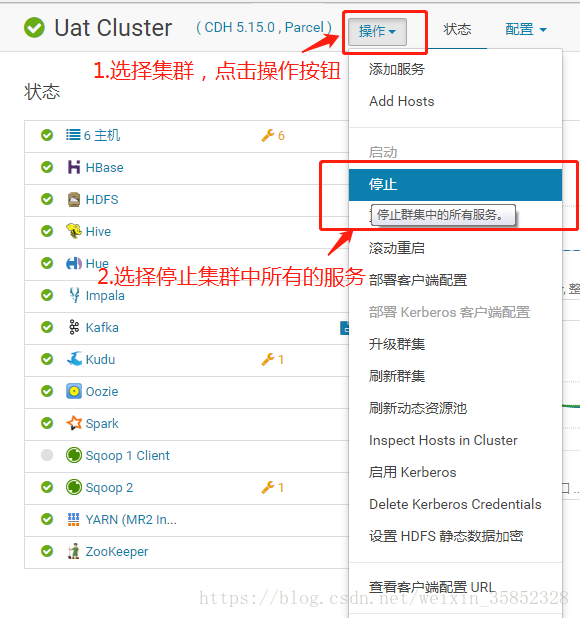 Uat Cluster ( CDH 5.15.0 , Parcel ) 操作 状态 配置
1.选择集群，点击操作按钮
添加服务
状态
Add Hosts
6 主机 6
启动
HBase
停止
HDFS
停止群集中的所有服务。
Hive
滚动重启
Hue
2.选择停止集群中所有的服务
部署客户端配置
Impala
部署 Kerberos 客户端配置
Kafka
升级群集
Kudu 1
刷新群集
Oozie
刷新动态资源池
Spark
Inspect Hosts in Cluster
Sqoop 1 Client
启用 Kerberos
Sqoop 2 1
Delete Kerberos Credentials
YARN (MR2 In...
设置 HDFS 静态数据加密
ZooKeeper
查看客户端配置 URL
https://blog.csdn.net/weixin_35852328